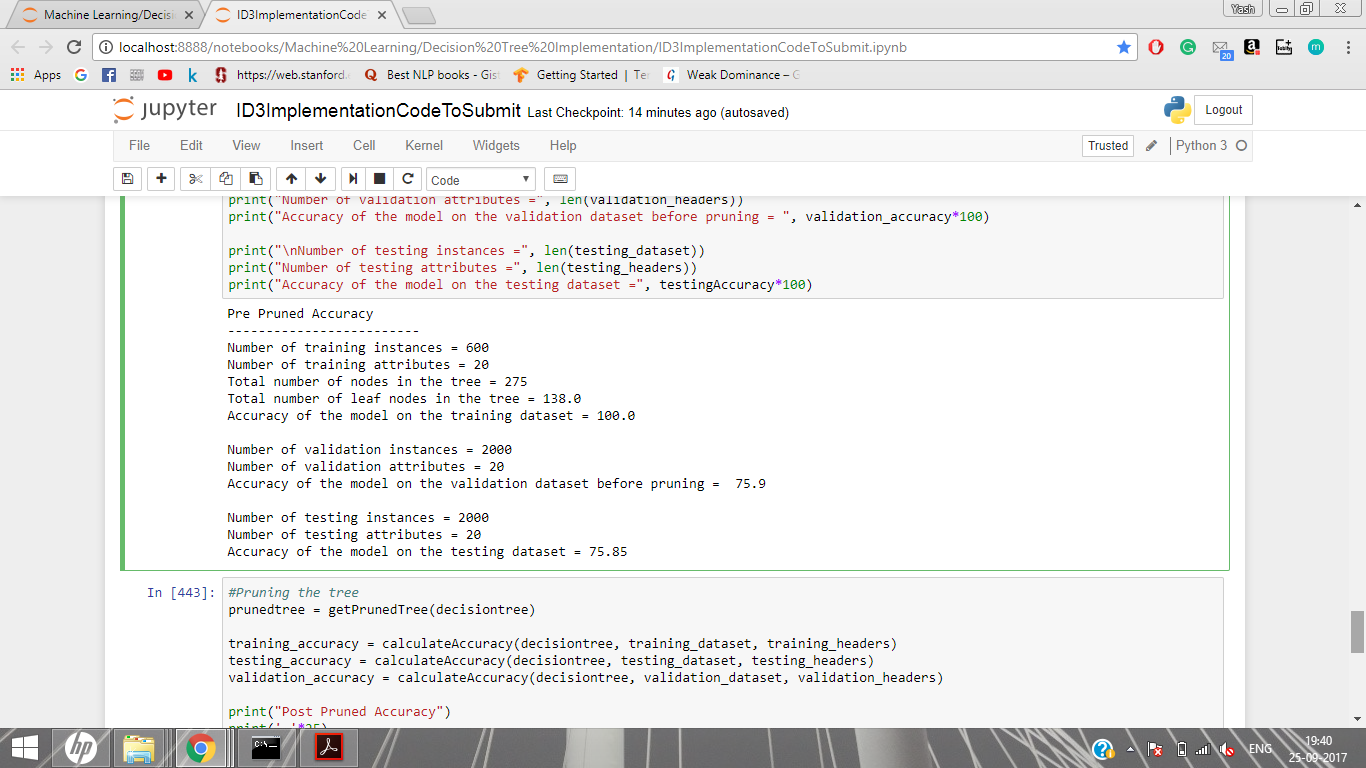 Machine Learning/Decisi
ID3ImplementationCode
Yash
localhost:8888/notebooks/Machine%20Learning/Decision%20Tree%20Implementation/ID3ImplementationCodeToSubmit.ipynb
20
Apps
https://web.stanford.
Best NLP books - Gis
Getting Started | Te
Weak Dominance – G
jupyter ID3ImplementationCodeToSubmit Last Checkpoint: 14 minutes ago (autosaved)
Logout
File Edit View Insert Cell Kernel Widgets Help
Trusted
Python 3
Code
print("Number of validation attributes =", len(validation_headers))
print("Accuracy of the model on the validation dataset before pruning = ", validation_accuracy*100)
print("\nNumber of testing instances =", len(testing_dataset))
print("Number of testing attributes =", len(testing_headers))
print("Accuracy of the model on the testing dataset =", testingAccuracy*100)
Pre Pruned Accuracy
-------------------------
Number of training instances = 600
Number of training attributes = 20
Total number of nodes in the tree = 275
Total number of leaf nodes in the tree = 138.0
Accuracy of the model on the training dataset = 100.0
Number of validation instances = 2000
Number of validation attributes = 20
Accuracy of the model on the validation dataset before pruning =  75.9
Number of testing instances = 2000
Number of testing attributes = 20
Accuracy of the model on the testing dataset = 75.85
In [443]:
#Pruning the tree
prunedtree = getPrunedTree(decisiontree)
training_accuracy = calculateAccuracy(decisiontree, training_dataset, training_headers)
testing_accuracy = calculateAccuracy(decisiontree, testing_dataset, testing_headers)
validation_accuracy = calculateAccuracy(decisiontree, validation_dataset, validation_headers)
print("Post Pruned Accuracy")
print('-'*25)
ENG
19:40
25-09-2017